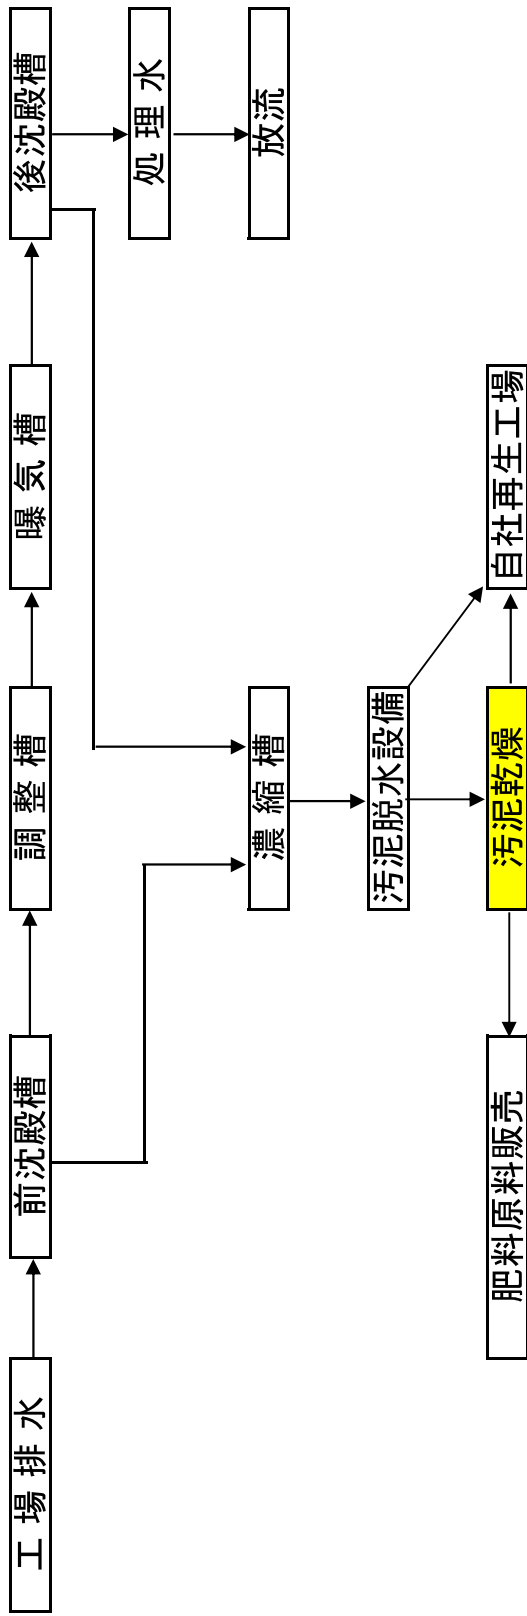 工場排水
前沈殿槽
調整槽
曝気槽
後沈殿槽
処理水
放流
濃縮槽
汚泥脱水設備
自社再生工場
汚泥乾燥
肥料原料販売